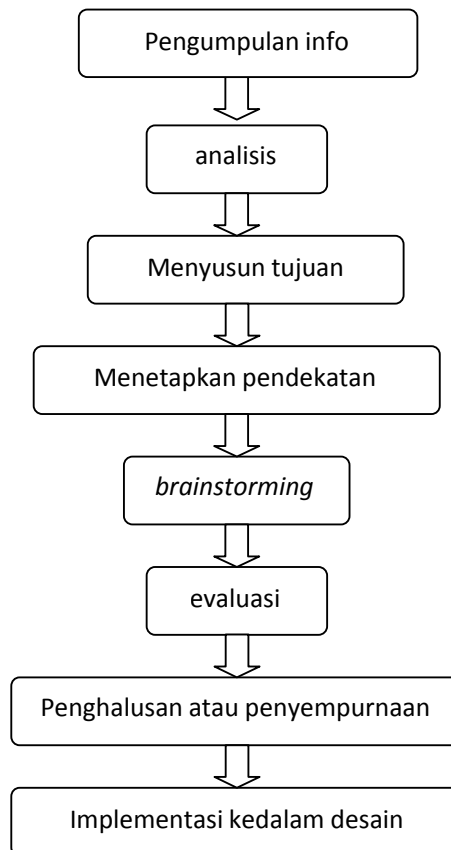 Pengumpulan info
analisis
Menyusun tujuan
Menetapkan pendekatan
brainstorming
evaluasi
Penghalusan atau penyempurnaan
Implementasi kedalam desain